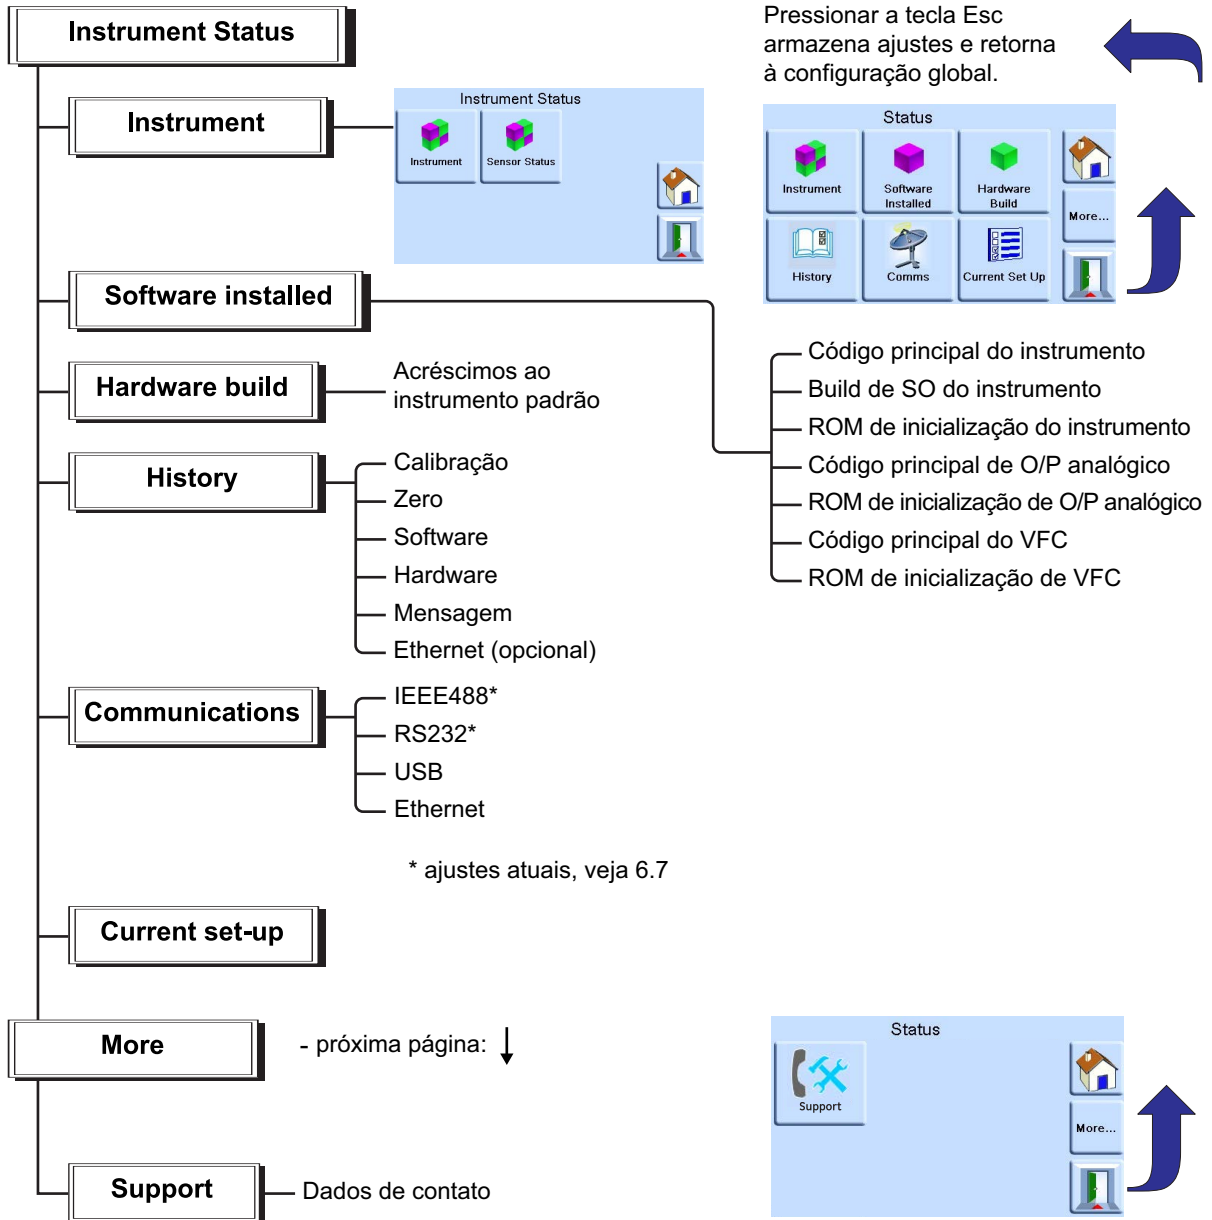 Instrument Status
Pressionar a tecla Esc
armazena ajustes e retorna
à configuração global.
Instrument
Instrument Status
Instrument
Sensor Status
Status
Instrument
Software
Installed
Hardware
Build
More...
History
Comms
Current Set Up
Software installed
Código principal do instrumento
Build de SO do instrumento
ROM de inicialização do instrumento
Código principal de O/P analógico
ROM de inicialização de O/P analógico
Código principal do VFC
ROM de inicialização de VFC
Hardware build
Acréscimos ao
instrumento padrão
History
Calibração
Zero
Software
Hardware
Mensagem
Ethernet (opcional)
Communications
IEEE488*
RS232*
USB
Ethernet
* ajustes atuais, veja 6.7
Current set-up
More
- próxima página:
Status
Support
More...
Support
Dados de contato